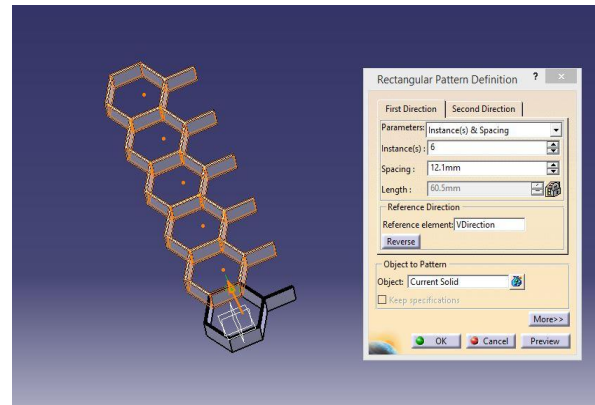 Rectangular Pattern Definition ? ×
First Direction Second Direction
Parameters: Instance(s) & Spacing
Instance(s) : 6
Spacing : 12.1mm
Length : 60.5mm
Reference Direction
Reference element: VDirection
Reverse
Object to Pattern
Object: Current Solid
Keep specifications
More>>
OK Cancel Preview